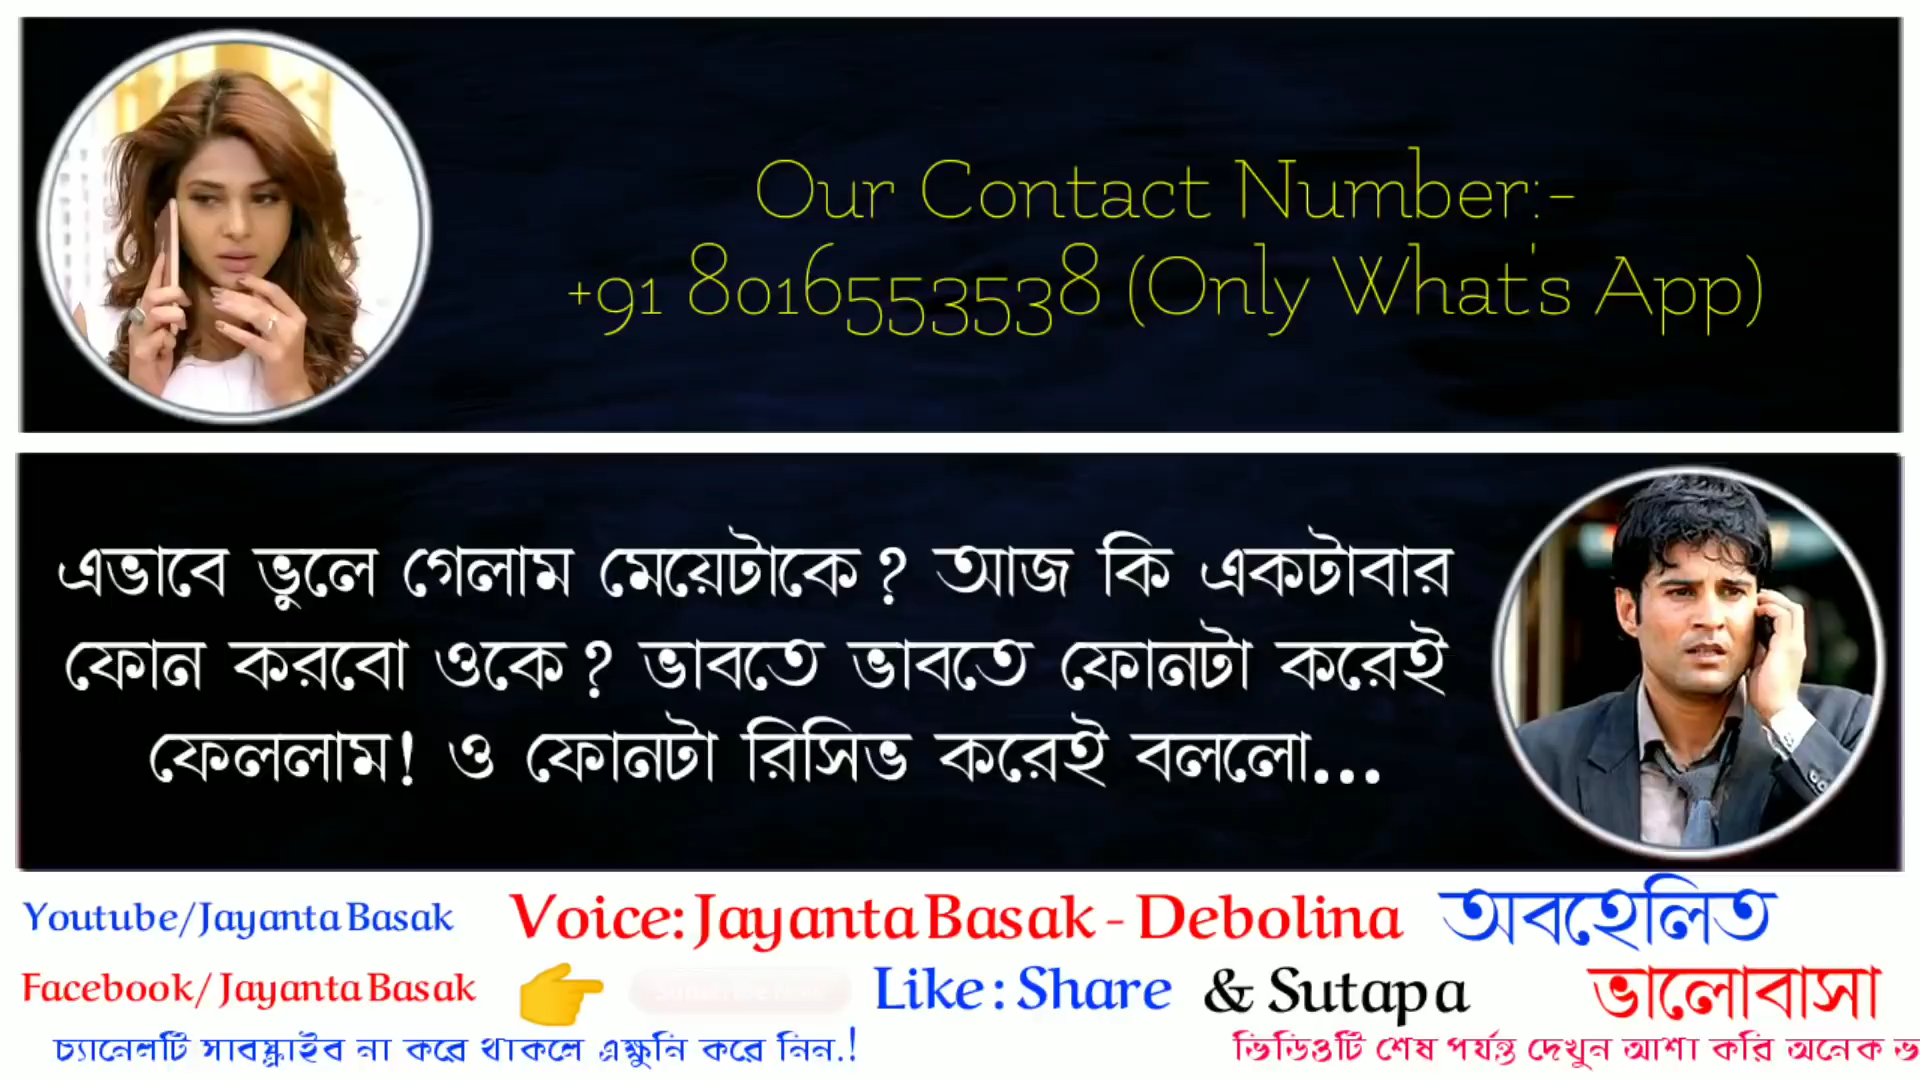 Our Contact Number:-
+91 8016553538 (Only What's App)
এভাবে ভুলে গেলাম মেয়েটাকে? আজ কি একটাবার
ফোন করবো ওকে? ভাবতে ভাবতে ফোনটা করেই
ফেললাম! ও ফোনটা রিসিভ করেই বললো...
Youtube/Jayanta Basak
Voice: Jayanta Basak - Debolina
অবহেলিত
Facebook/Jayanta Basak
Like : Share
& Sutapa
ভালোবাসা
চ্যানেলটি সাবস্ক্রাইব না করে থাকলে এক্ষুনি করে নিন.!
ভিডিওটি শেষ পর্যন্ত দেখুন আশা করি অনেক